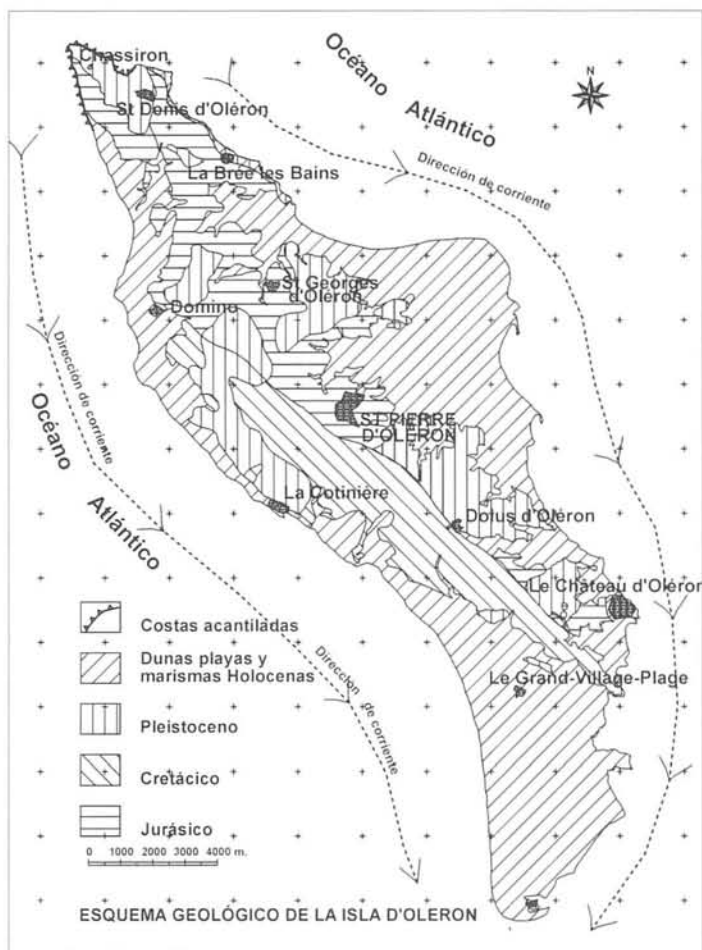 Océano
Atlántico
N
Chassiron
St Denis d'Oléron
La Brée les Bains
Dirección de corriente
St Georges
d'Oléron
Domino
Dirección de corriente
Océano
Atlántico
ST PIERRE
D'OLERON
La Cotinière
Dolus d'Oléron
Le Château d'Oléron
Le Grand-Village-Plage
Dirección de corriente
Costas acantiladas
Dunas playas y
marismas Holocenas
Pleistoceno
Cretácico
Jurásico
0 1000 2000 3000 4000 m.
ESQUEMA GEOLÓGICO DE LA ISLA D'OLERON